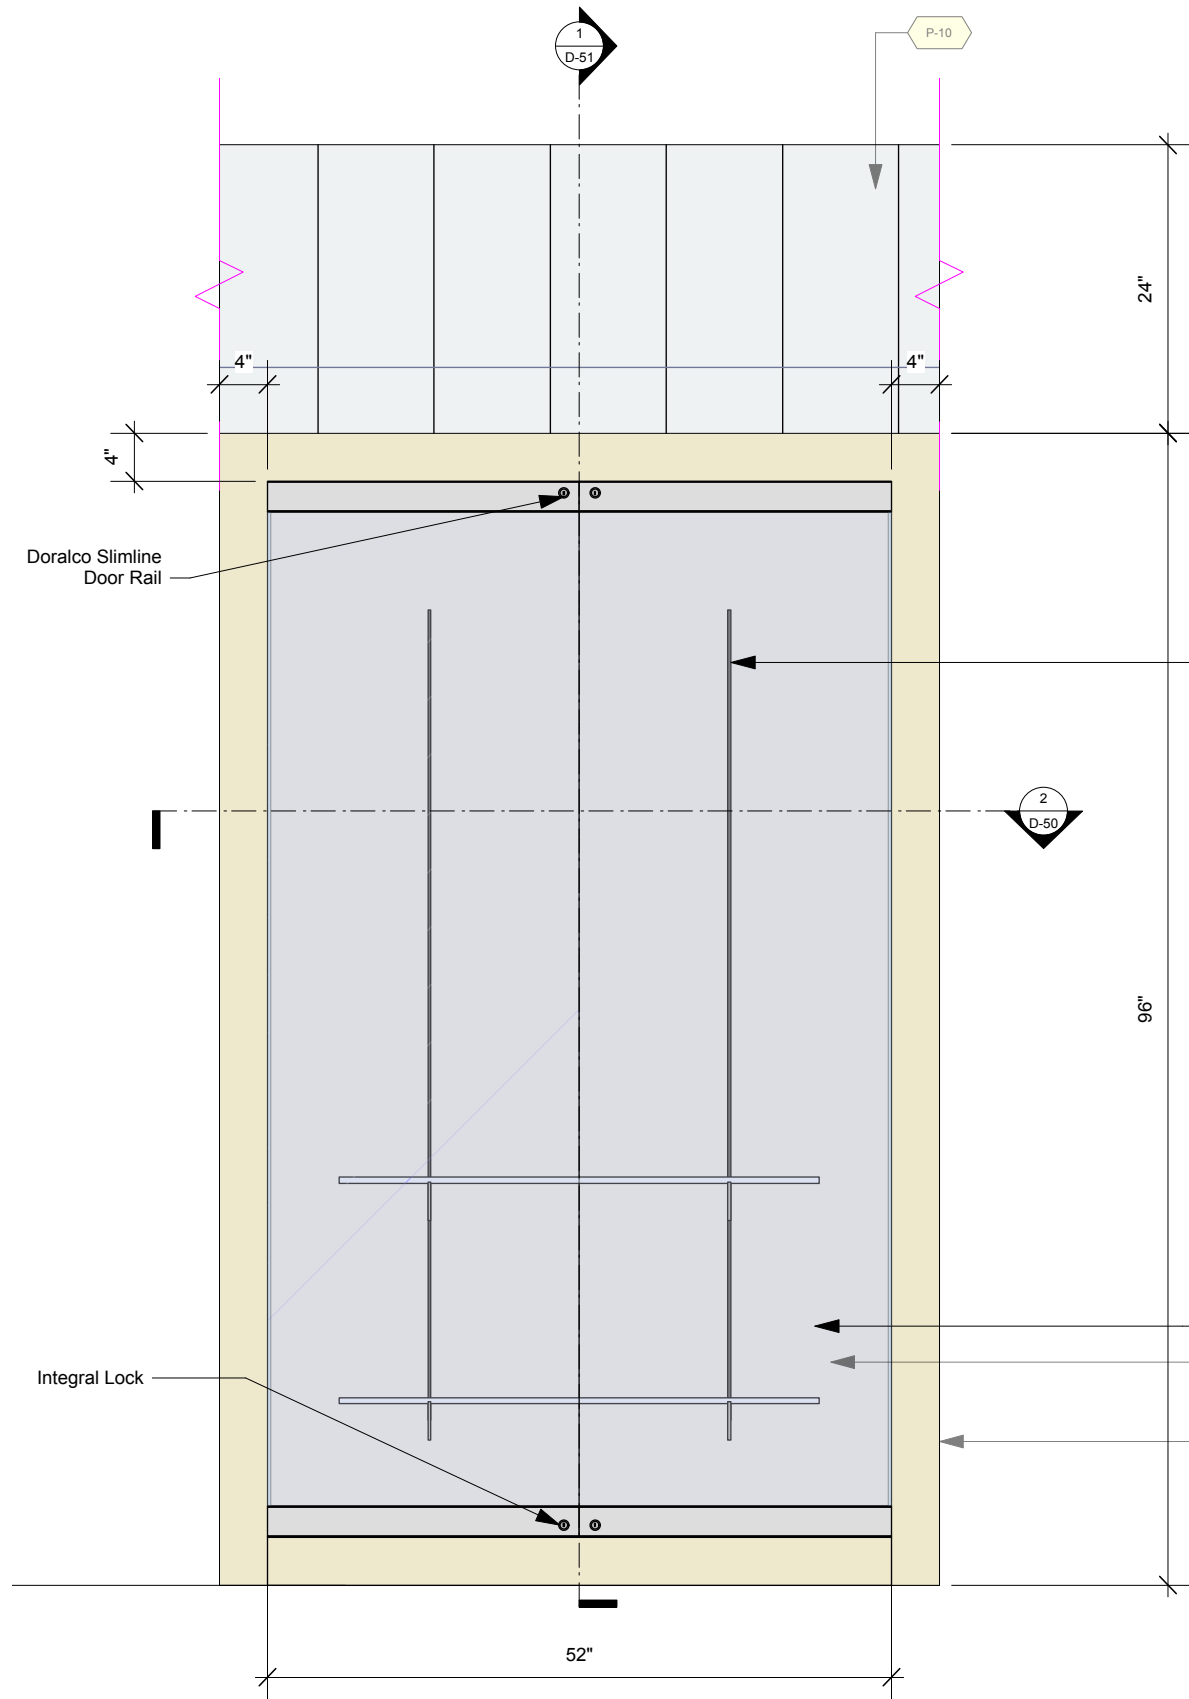 1
D-51
P-10
24"
4"
4"
4"
Doralco Slimline
Door Rail
2
D-50
96"
Integral Lock
52"